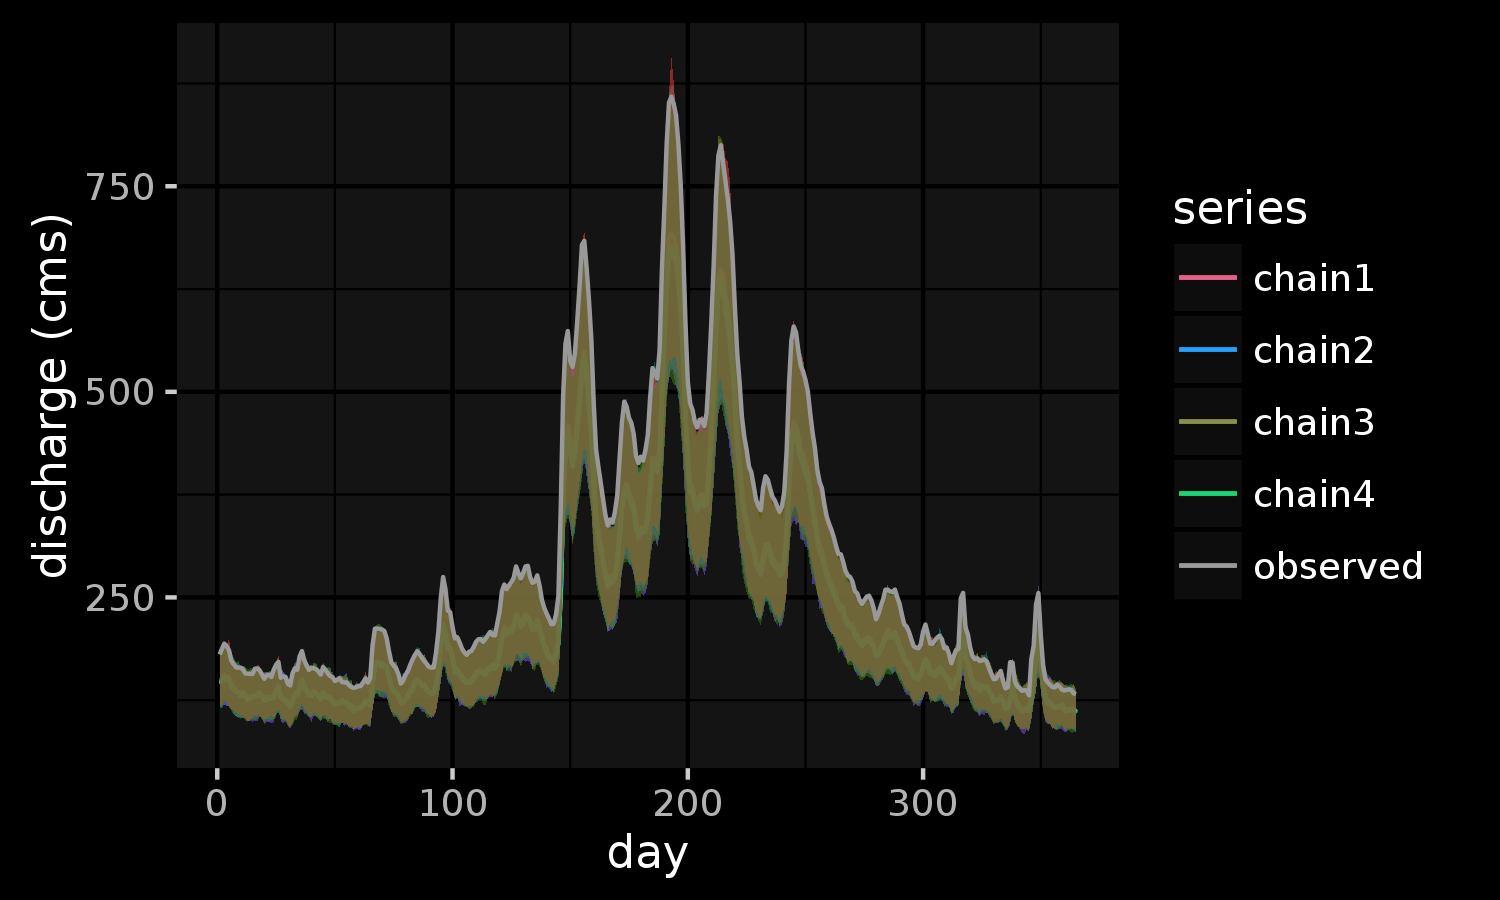 discharge (cms)
750
500
250
0 100 200 300
day
series
chain1
chain2
chain3
chain4
observed